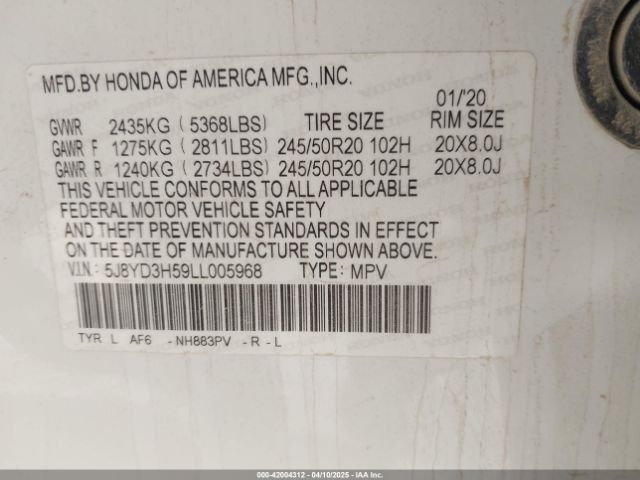 MFD.BY HONDA OF AMERICA MFG.,INC.
01/'20
GVWR 2435KG ( 5368LBS) TIRE SIZE RIM SIZE
GAWR F 1275KG ( 2811LBS) 245/50R20 102H 20X8.0J
GAWR R 1240KG ( 2734LBS) 245/50R20 102H 20X8.0J
THIS VEHICLE CONFORMS TO ALL APPLICABLE
FEDERAL MOTOR VEHICLE SAFETY
AND THEFT PREVENTION STANDARDS IN EFFECT
ON THE DATE OF MANUFACTURE SHOWN ABOVE.
V.I.N.: 5J8YD3H59LL005968 TYPE: MPV
TYR L AF6 -NH883PV -R-L
000-42004312 - 04/10/2025 - IAA Inc.